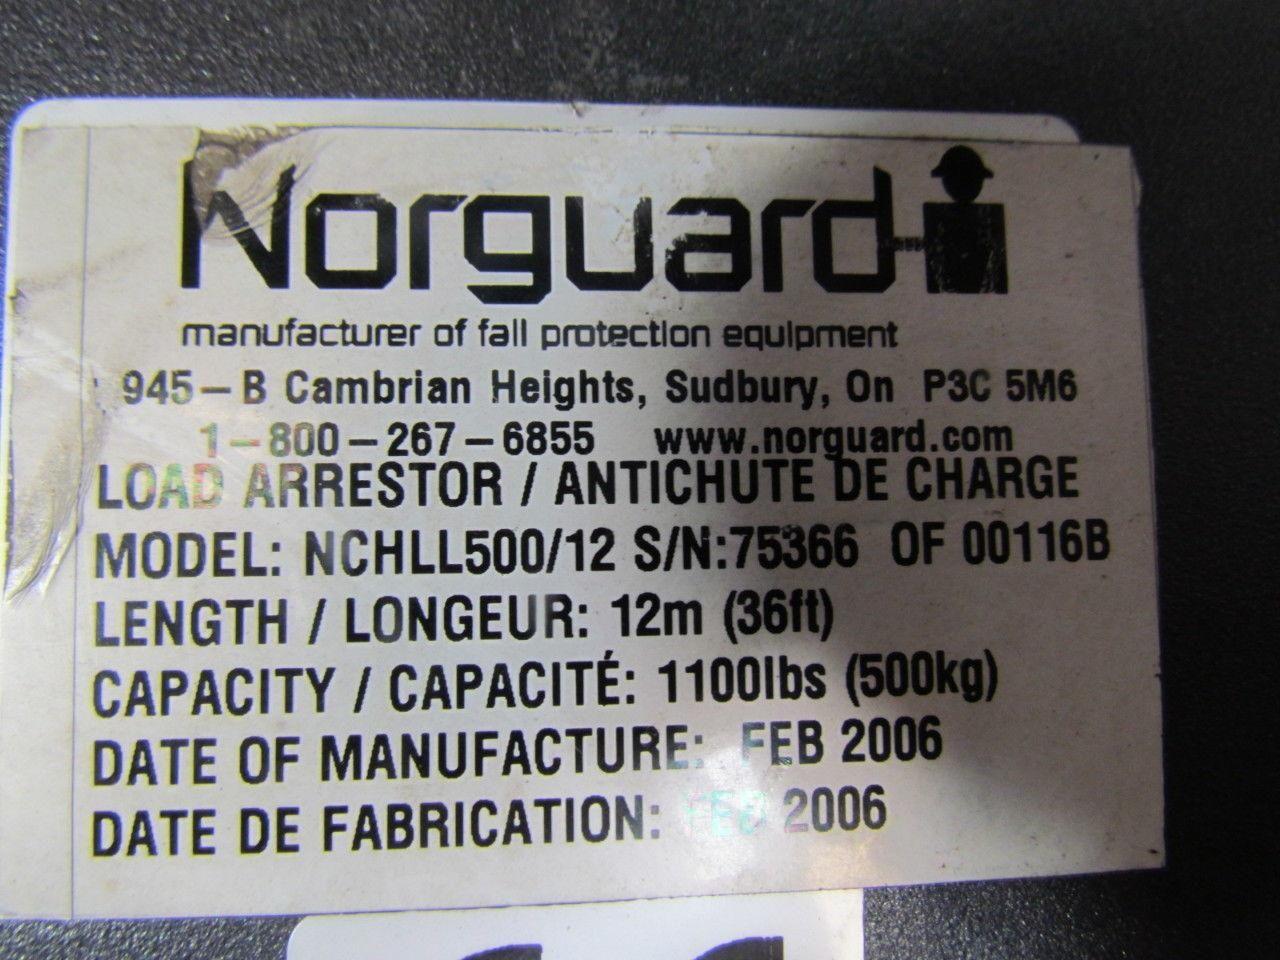 Norguard
manufacturer of fall protection equipment
945-B Cambrian Heights, Sudbury, On P3C 5M6
1-800-267-6855 www.norguard.com
LOAD ARRESTOR / ANTICHUTE DE CHARGE
MODEL: NCHLL500/12 S/N:75366 OF 00116B
LENGTH / LONGEUR: 12m (36ft)
CAPACITY / CAPACITÉ: 1100lbs (500kg)
DATE OF MANUFACTURE: FEB 2006
DATE DE FABRICATION: FEB 2006